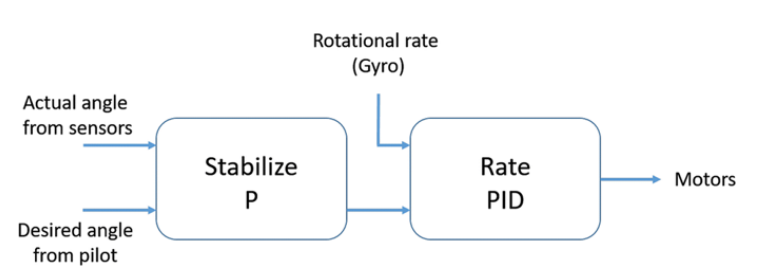 Rotational rate
(Gyro)
Actual angle
from sensors
Stabilize
P
Rate
PID
Motors
Desired angle
from pilot